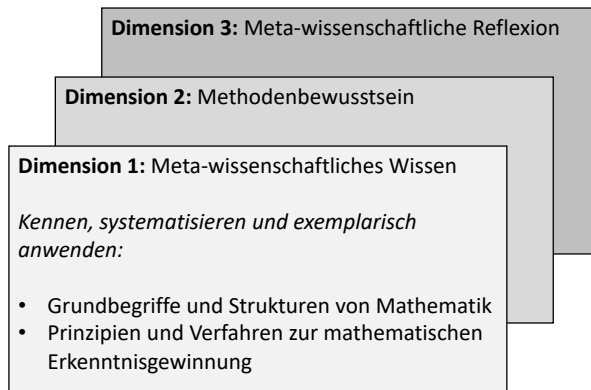 Dimension 3: Meta-wissenschaftliche Reflexion
Dimension 2: Methodenbewusstsein
Dimension 1: Meta-wissenschaftliches Wissen
Kennen, systematisieren und exemplarisch
anwenden:
• Grundbegriffe und Strukturen von Mathematik
• Prinzipien und Verfahren zur mathematischen
Erkenntnisgewinnung